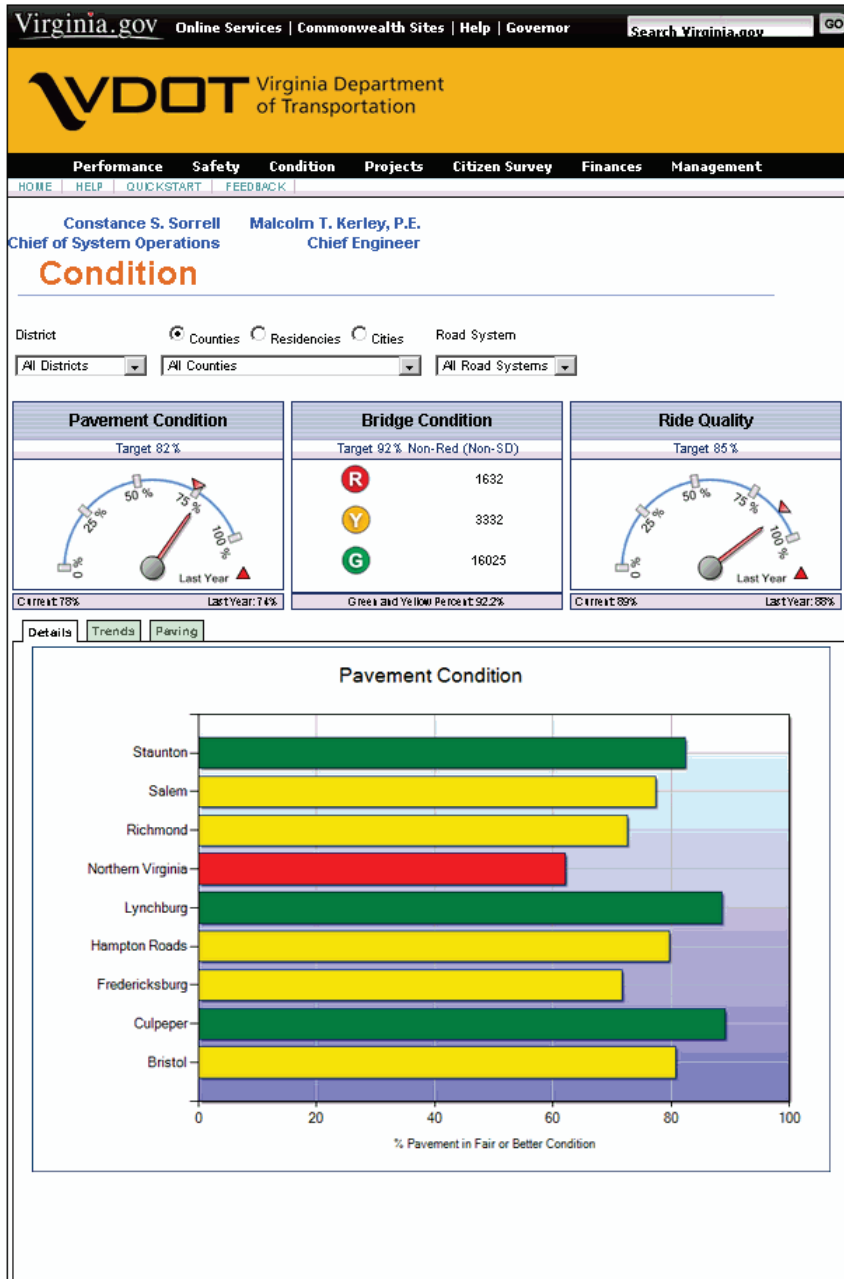 Virginia.gov Online Services | Commonwealth Sites | Help | Governor Search Virginia.gov GO
VDOT Virginia Department
of Transportation
Performance Safety Condition Projects Citizen Survey Finances Management
HOME | HELP | QUICKSTART | FEEDBACK |
Constance S. Sorrell Malcolm T. Kerley, P.E.
Chief of System Operations Chief Engineer
Condition
District Counties Residencies Cities Road System
All Districts All Counties All Road Systems
Pavement Condition Bridge Condition Ride Quality
Target 82% Target 92% Non-Red (Non-SD) Target 85%
0% 25% 50% 75% 100%
Last Year
R 1632
Y 3332
G 16025
0% 25% 50% 75% 100%
Last Year
Current 78% Last Year: 74% Green and Yellow Percent: 92.2% Current 89% Last Year: 88%
Details Trends Paving
Pavement Condition
Staunton
Salem
Richmond
Northern Virginia
Lynchburg
Hampton Roads
Fredericksburg
Culpeper
Bristol
0 20 40 60 80 100
% Pavement in Fair or Better Condition